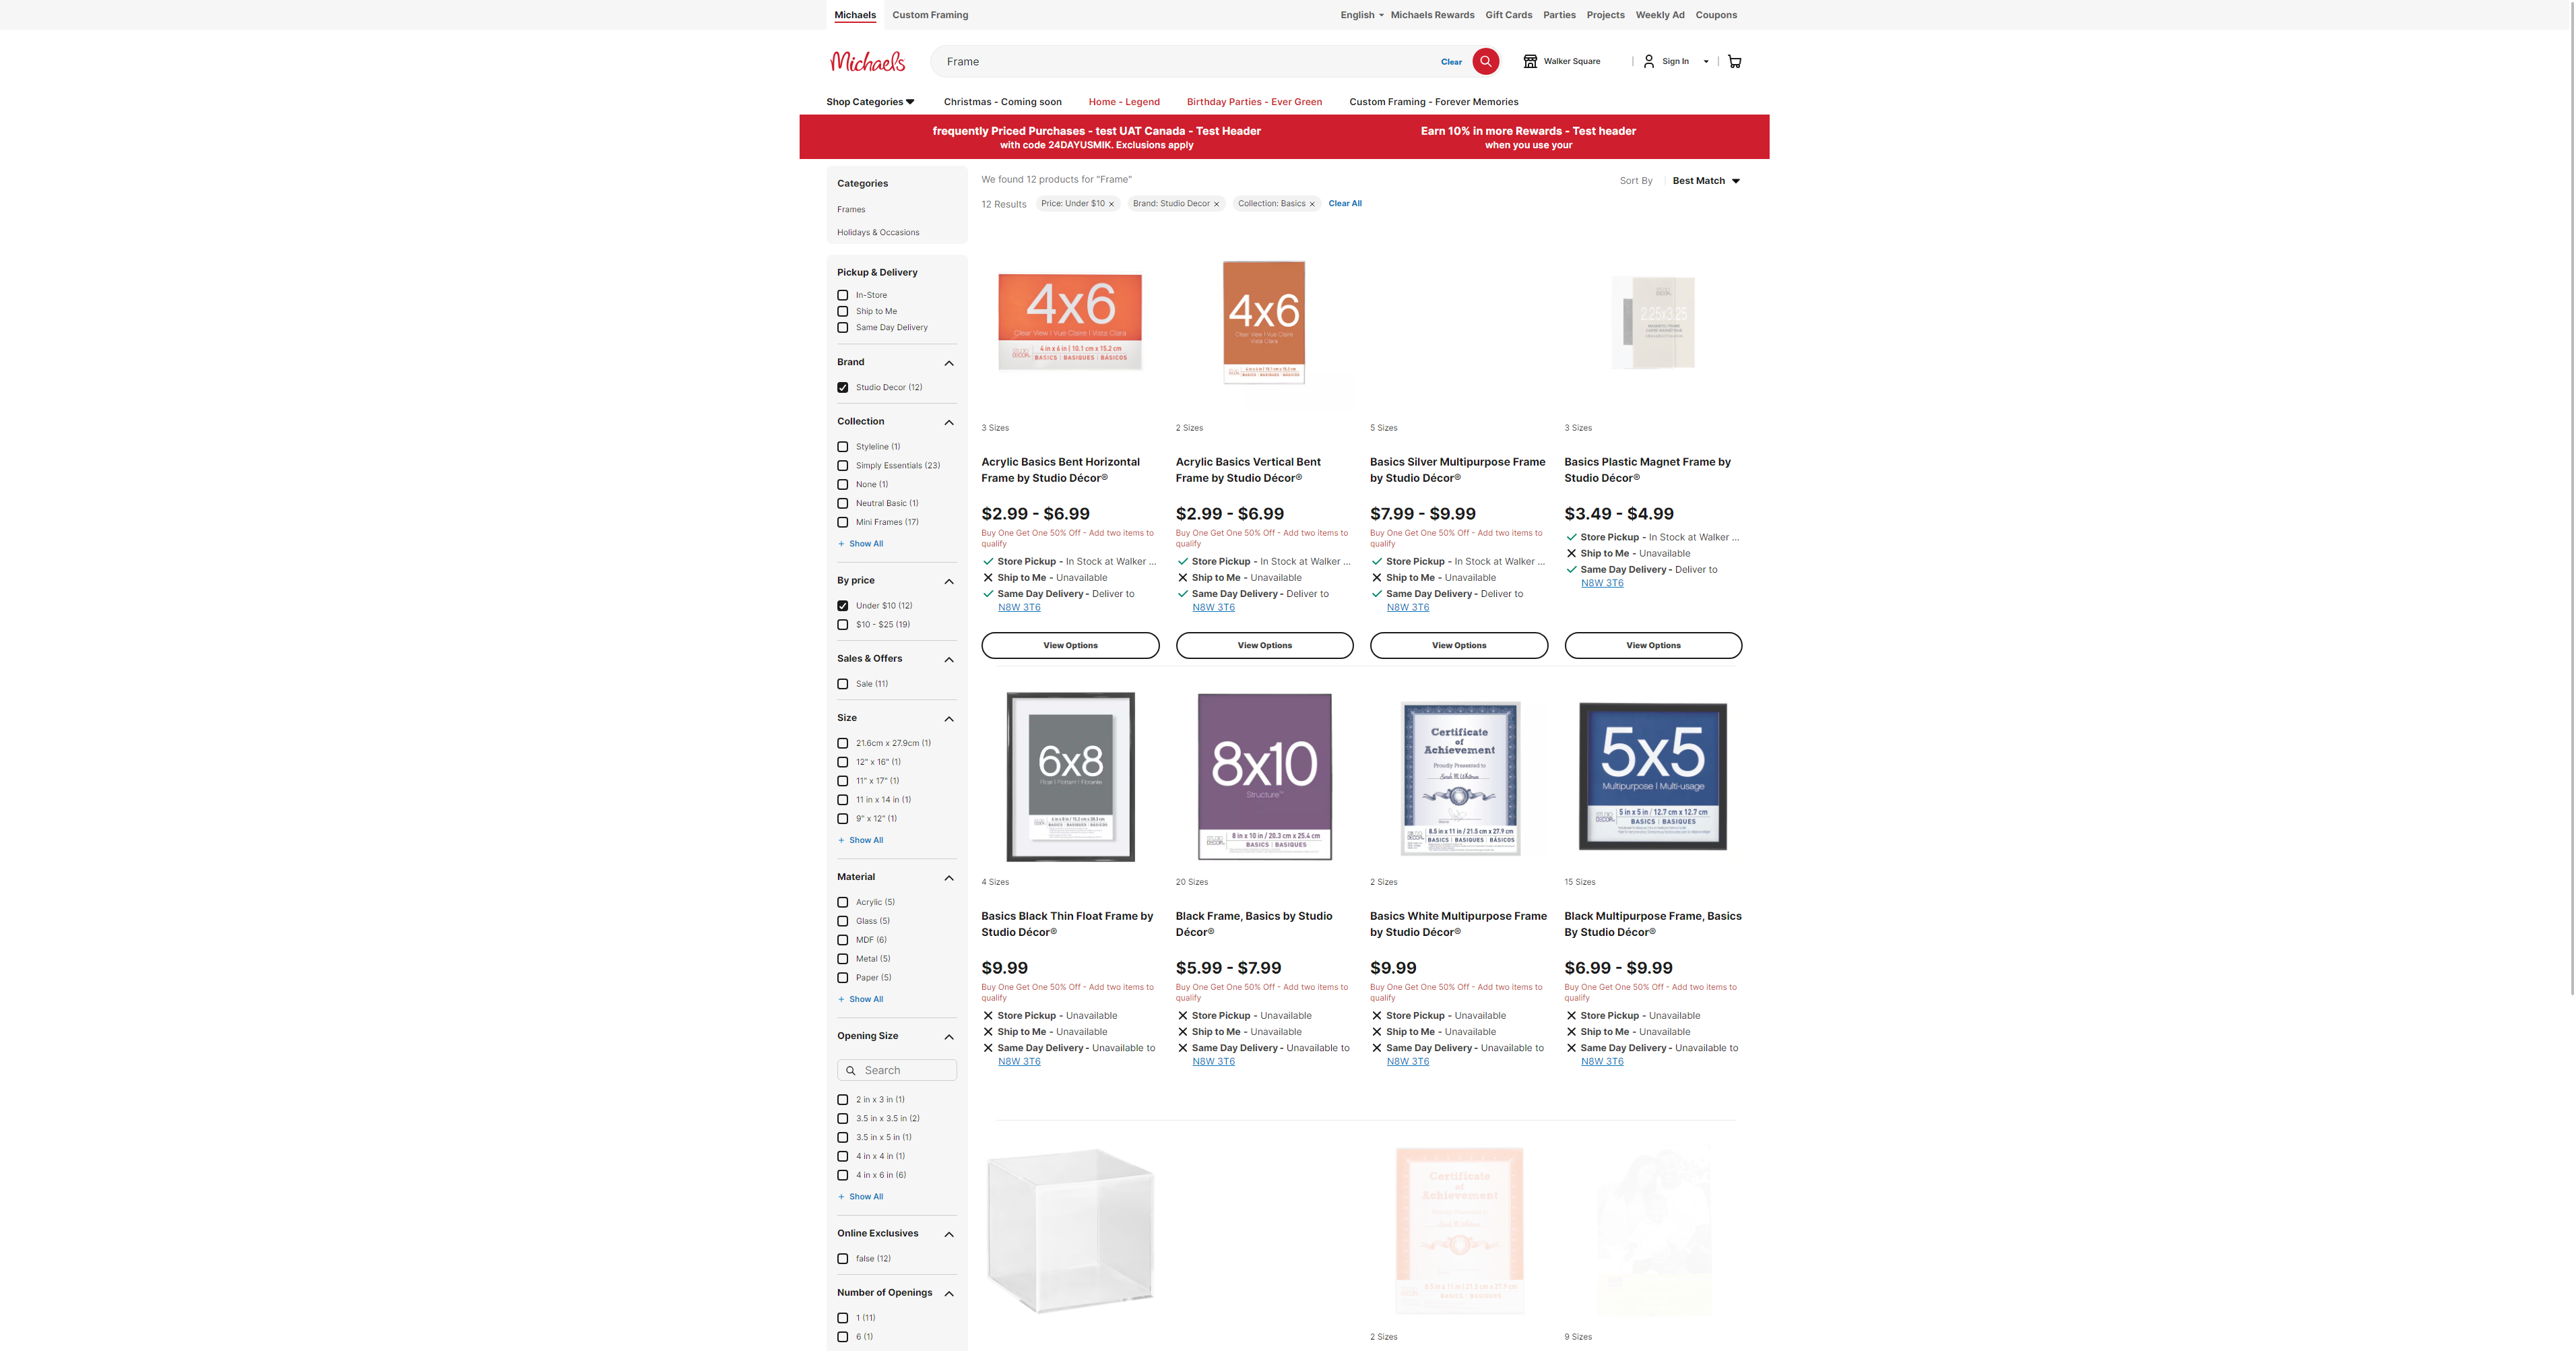 Michaels
Custom Framing
English
Michaels Rewards
Gift Cards
Parties
Projects
Weekly Ad
Coupons
Michaels
Frame
Clear
Walker Square
Sign In
Shop Categories
Christmas - Coming soon
Home - Legend
Birthday Parties - Ever Green
Custom Framing - Forever Memories
frequently Priced Purchases - test UAT Canada - Test Header
with code 24DAYUSMIK. Exclusions apply
Earn 10% in more Rewards - Test header
when you use your
Categories
Frames
Holidays & Occasions
Pickup & Delivery
In-Store
Ship to Me
Same Day Delivery
Brand
Studio Decor (12)
Collection
Styleline (1)
Simply Essentials (23)
None (1)
Neutral Basic (1)
Mini Frames (17)
+ Show All
By price
Under $10 (12)
$10 - $25 (19)
Sales & Offers
Sale (11)
Size
21.6cm x 27.9cm (1)
12" x 16" (1)
11" x 17" (1)
11 in x 14 in (1)
9" x 12" (1)
+ Show All
Material
Acrylic (5)
Glass (5)
MDF (6)
Metal (5)
Paper (5)
+ Show All
Opening Size
Search
2 in x 3 in (1)
3.5 in x 3.5 in (2)
3.5 in x 5 in (1)
4 in x 4 in (1)
4 in x 6 in (6)
+ Show All
Online Exclusives
false (12)
Number of Openings
1 (11)
6 (1)
We found 12 products for "Frame"
Sort By
Best Match
12 Results
Price: Under $10
Brand: Studio Decor
Collection: Basics
Clear All
4x6
Clear View | Vue Claire | Vista Clara
4 in x 6 in | 10.1 cm x 15.2 cm
BASICS | BASIQUES | BÁSICOS
3 Sizes
Acrylic Basics Bent Horizontal
Frame by Studio Décor®
$2.99 - $6.99
Buy One Get One 50% Off - Add two items to
qualify
Store Pickup - In Stock at Walker ...
Ship to Me - Unavailable
Same Day Delivery - Deliver to
N8W 3T6
View Options
4x6
Clear View | Vue Claire
Vista Clara
2 Sizes
Acrylic Basics Vertical Bent
Frame by Studio Décor®
$2.99 - $6.99
Buy One Get One 50% Off - Add two items to
qualify
Store Pickup - In Stock at Walker ...
Ship to Me - Unavailable
Same Day Delivery - Deliver to
N8W 3T6
View Options
5 Sizes
Basics Silver Multipurpose Frame
by Studio Décor®
$7.99 - $9.99
Buy One Get One 50% Off - Add two items to
qualify
Store Pickup - In Stock at Walker ...
Ship to Me - Unavailable
Same Day Delivery - Deliver to
N8W 3T6
View Options
2.25x3.25
3 Sizes
Basics Plastic Magnet Frame by
Studio Décor®
$3.49 - $4.99
Store Pickup - In Stock at Walker ...
Ship to Me - Unavailable
Same Day Delivery - Deliver to
N8W 3T6
View Options
6x8
4 Sizes
Basics Black Thin Float Frame by
Studio Décor®
$9.99
Buy One Get One 50% Off - Add two items to
qualify
Store Pickup - Unavailable
Ship to Me - Unavailable
Same Day Delivery - Unavailable to
N8W 3T6
8x10
Structure™
8 in x 10 in / 20.3 cm x 25.4 cm
BASICS | BASIQUES
20 Sizes
Black Frame, Basics by Studio
Décor®
$5.99 - $7.99
Buy One Get One 50% Off - Add two items to
qualify
Store Pickup - Unavailable
Ship to Me - Unavailable
Same Day Delivery - Unavailable to
N8W 3T6
Certificate
of
Achievement
Proudly Presented to
8.5 in x 11 in / 21.5 cm x 27.9 cm
BASICS | BASIQUES | BÁSICOS
2 Sizes
Basics White Multipurpose Frame
by Studio Décor®
$9.99
Buy One Get One 50% Off - Add two items to
qualify
Store Pickup - Unavailable
Ship to Me - Unavailable
Same Day Delivery - Unavailable to
N8W 3T6
5x5
Multipurpose | Multi-usage
5 in x 5 in / 12.7 cm x 12.7 cm
BASICS | BASIQUES
15 Sizes
Black Multipurpose Frame, Basics
By Studio Décor®
$6.99 - $9.99
Buy One Get One 50% Off - Add two items to
qualify
Store Pickup - Unavailable
Ship to Me - Unavailable
Same Day Delivery - Unavailable to
N8W 3T6
Certificate
of
Achievement
2 Sizes
9 Sizes